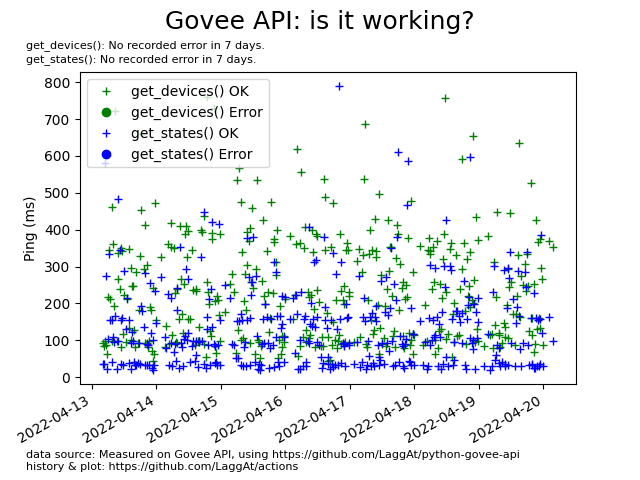 Govee API: is it working?
get_devices(): No recorded error in 7 days.
get_states(): No recorded error in 7 days.
get_devices() OK
get_devices() Error
get_states() OK
get_states() Error
Ping (ms)
800
700
600
500
400
300
200
100
0
2022-04-13
2022-04-14
2022-04-15
2022-04-16
2022-04-17
2022-04-18
2022-04-19
2022-04-20
data source: Measured on Govee API, using https://github.com/LaggAt/python-govee-api
history & plot: https://github.com/LaggAt/actions